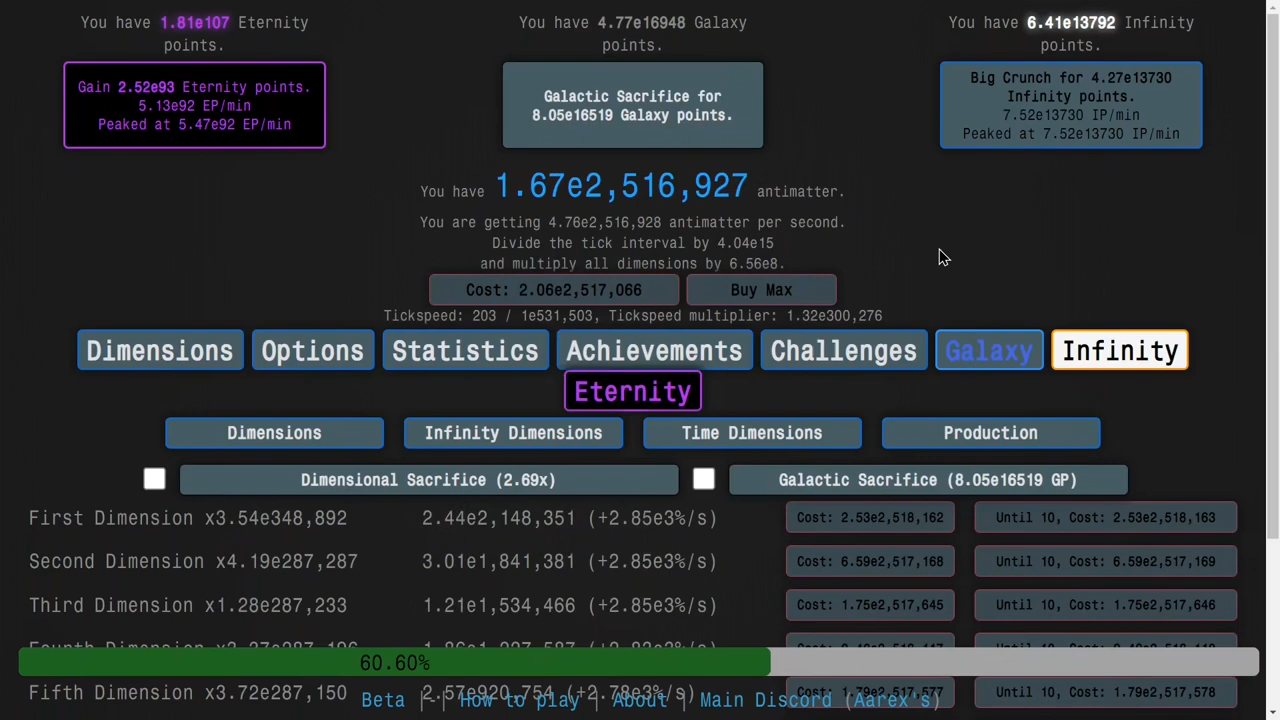 You have 1.81e107 Eternity points.
Gain 2.52e93 Eternity points.
5.13e92 EP/min
Peaked at 5.47e92 EP/min
You have 4.77e16948 Galaxy points.
Galactic Sacrifice for
8.05e16519 Galaxy points.
You have 6.41e13792 Infinity points.
Big Crunch for 4.27e13730
Infinity points.
7.52e13730 IP/min
Peaked at 7.52e13730 IP/min
You have 1.67e2,516,927 antimatter.
You are getting 4.76e2,516,928 antimatter per second.
Divide the tick interval by 4.04e15
and multiply all dimensions by 6.56e8.
Cost: 2.06e2,517,066 Buy Max
Tickspeed: 203 / 1e531,503, Tickspeed multiplier: 1.32e300,276
Dimensions Options Statistics Achievements Challenges Galaxy Infinity
Eternity
Dimensions Infinity Dimensions Time Dimensions Production
Dimensional Sacrifice (2.69x) Galactic Sacrifice (8.05e16519 GP)
First Dimension x3.54e348,892 2.44e2,148,351 (+2.85e3%/s) Cost: 2.53e2,518,162 Until 10, Cost: 2.53e2,518,163
Second Dimension x4.19e287,287 3.01e1,841,381 (+2.85e3%/s) Cost: 6.59e2,517,168 Until 10, Cost: 6.59e2,517,169
Third Dimension x1.28e287,233 1.21e1,534,466 (+2.85e3%/s) Cost: 1.75e2,517,645 Until 10, Cost: 1.75e2,517,646
60.60%
Fifth Dimension x3.72e287,150 2.57e920,754 (+2.78e3%/s) Cost: 1.79e2,517,577 Until 10, Cost: 1.79e2,517,578
Beta | - | How to play | About | Main Discord (Aarex's)